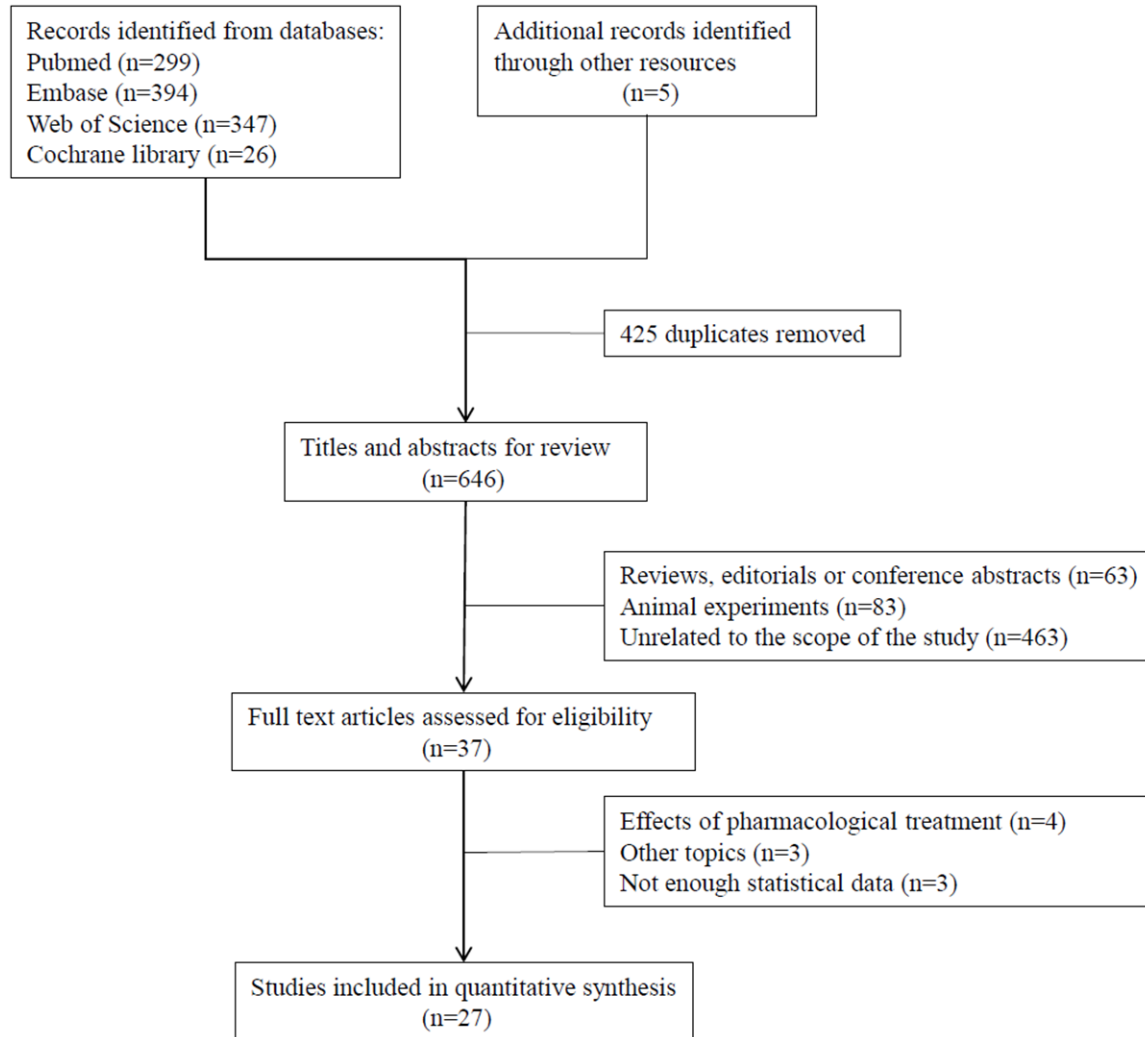 Records identified from databases:
Pubmed (n=299)
Embase (n=394)
Web of Science (n=347)
Cochrane library (n=26)
Additional records identified
through other resources
(n=5)
425 duplicates removed
Titles and abstracts for review
(n=646)
Reviews, editorials or conference abstracts (n=63)
Animal experiments (n=83)
Unrelated to the scope of the study (n=463)
Full text articles assessed for eligibility
(n=37)
Effects of pharmacological treatment (n=4)
Other topics (n=3)
Not enough statistical data (n=3)
Studies included in quantitative synthesis
(n=27)